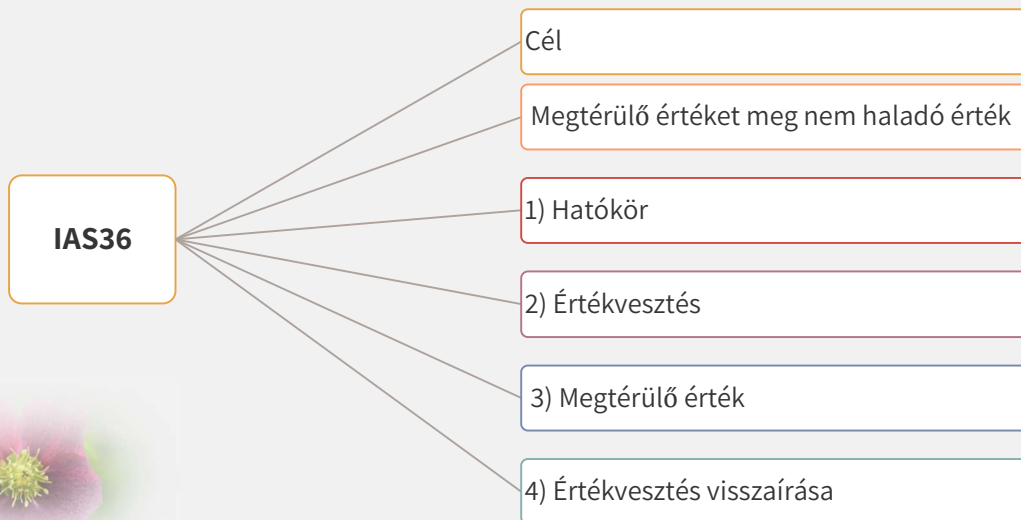 IAS36
Cél
Megtérülő értéket meg nem haladó érték
1) Hatókör
2) Értékvesztés
3) Megtérülő érték
4) Értékvesztés visszaírása